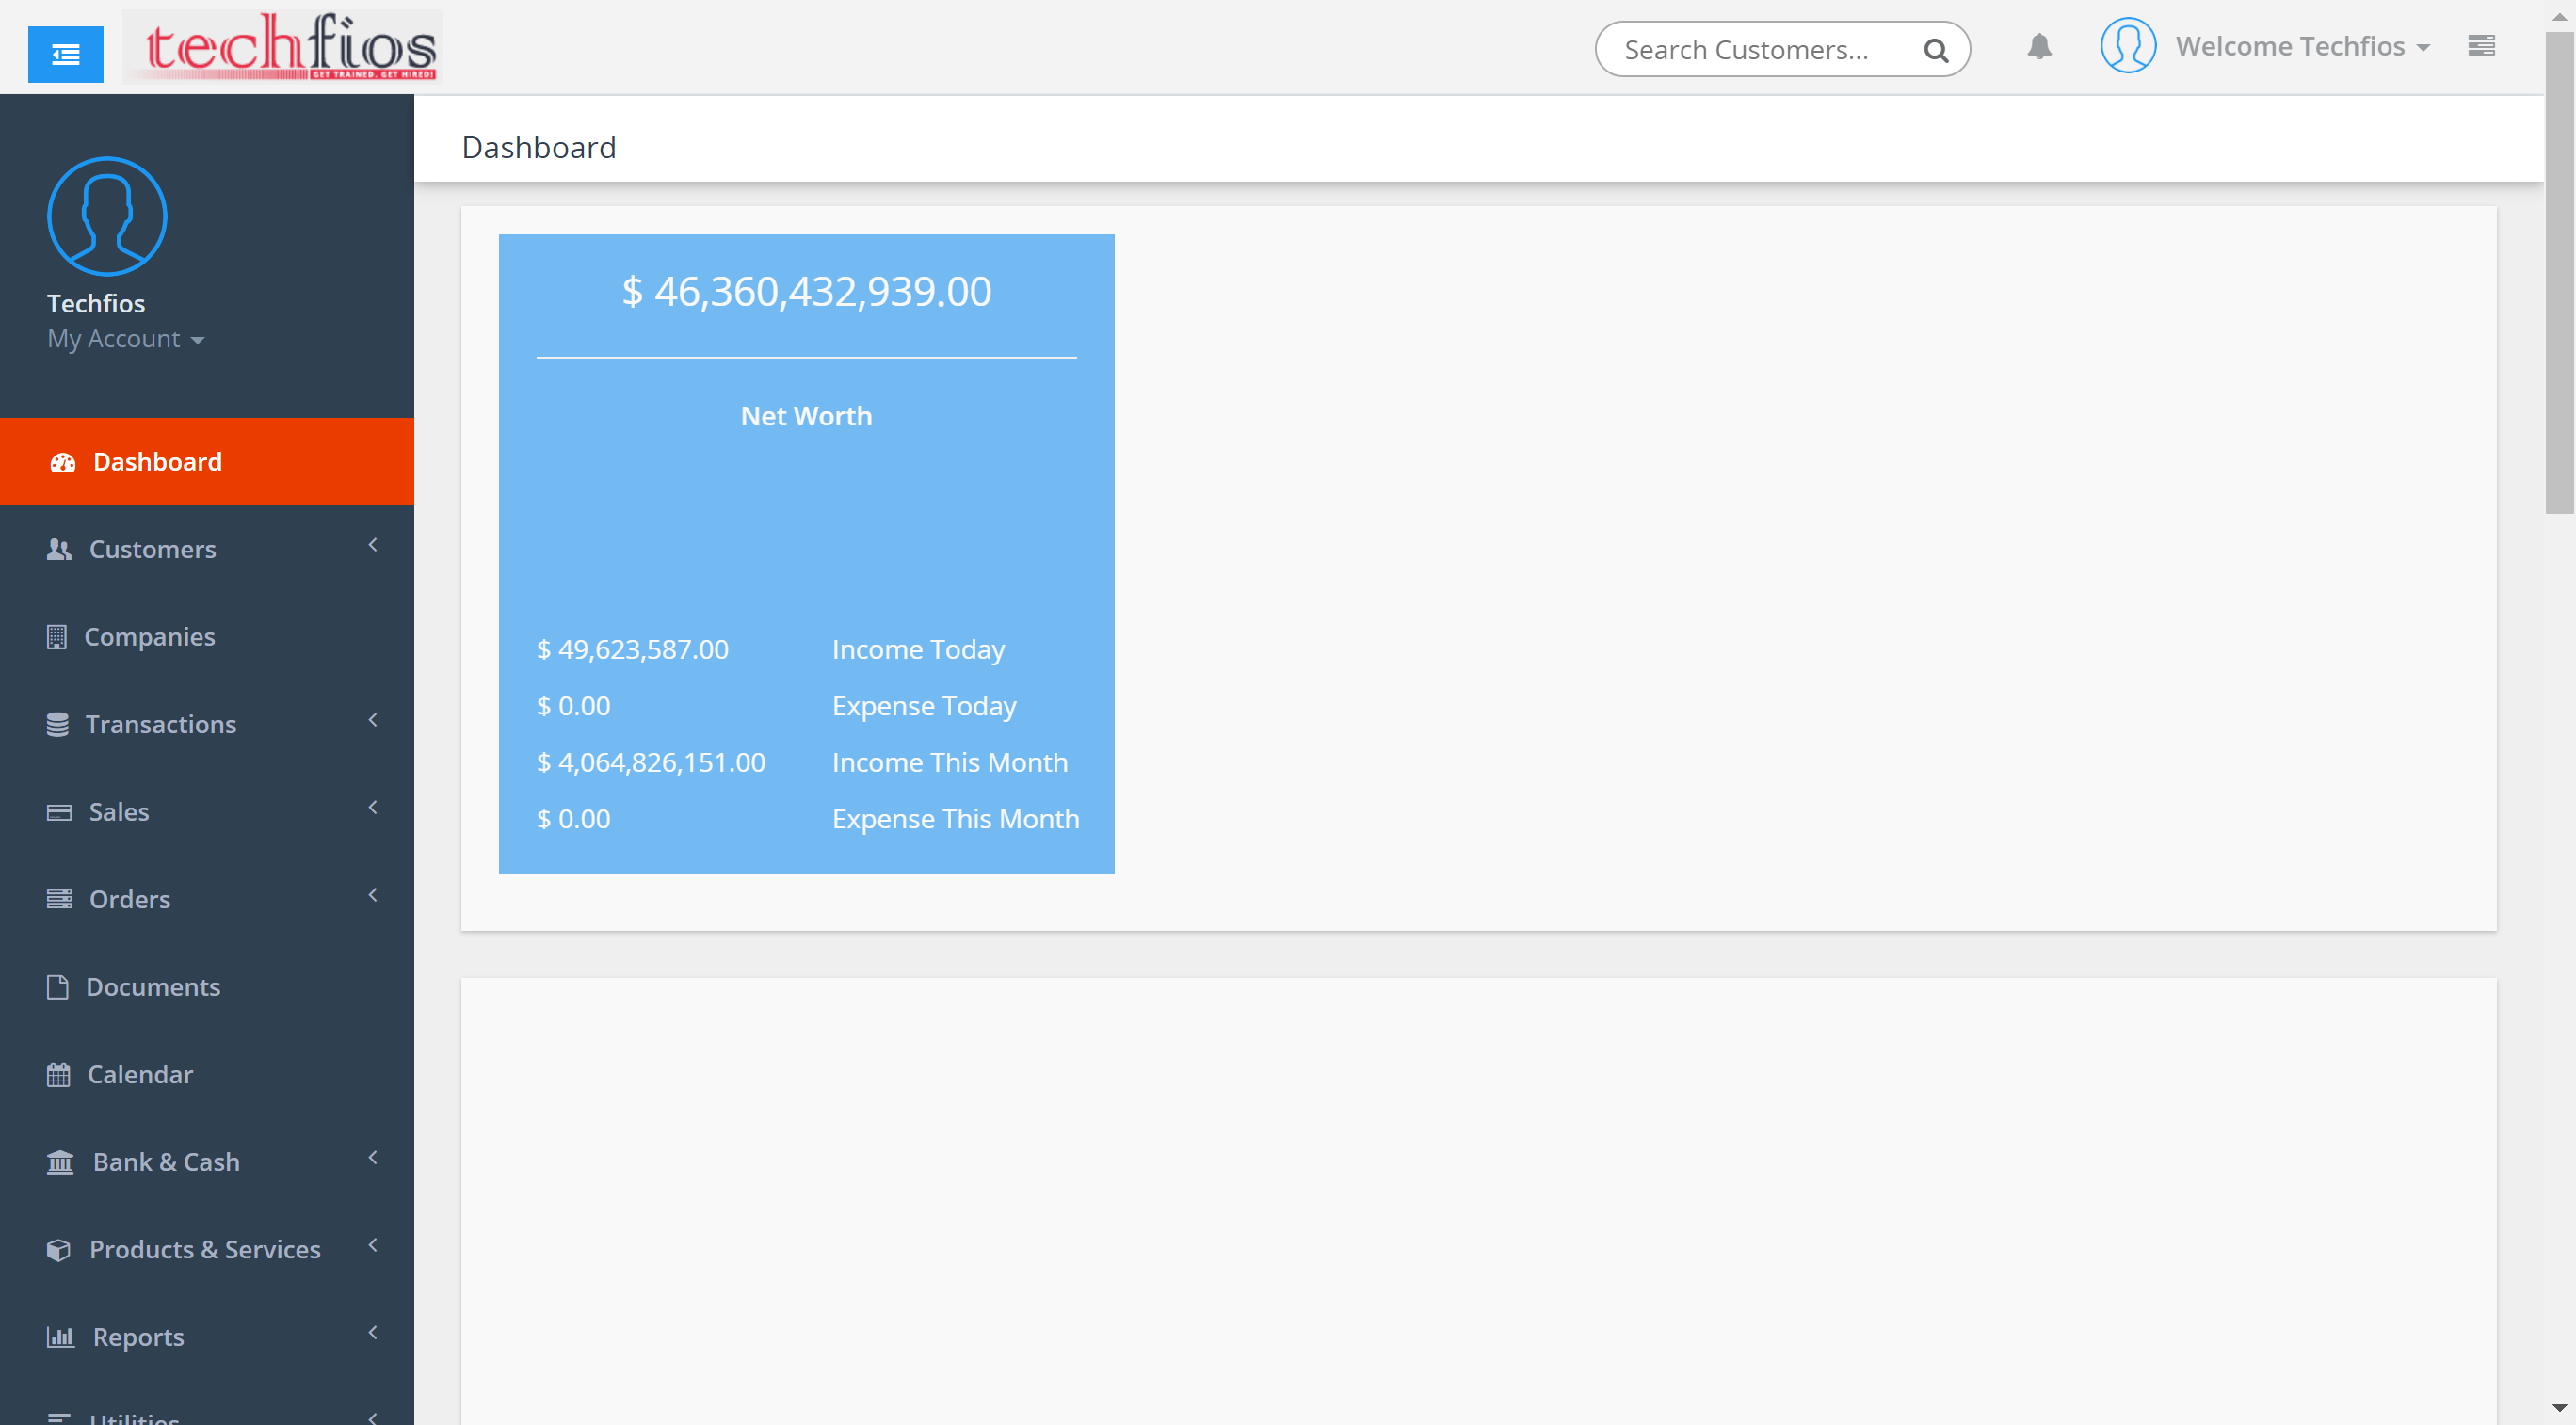 techfios
GET TRAINED. GET HIRED!
Search Customers...
Welcome Techfios
Techfios
My Account
Dashboard
Customers
Companies
Transactions
Sales
Orders
Documents
Calendar
Bank & Cash
Products & Services
Reports
Utilities
Dashboard
$ 46,360,432,939.00
Net Worth
$ 49,623,587.00 Income Today
$ 0.00 Expense Today
$ 4,064,826,151.00 Income This Month
$ 0.00 Expense This Month